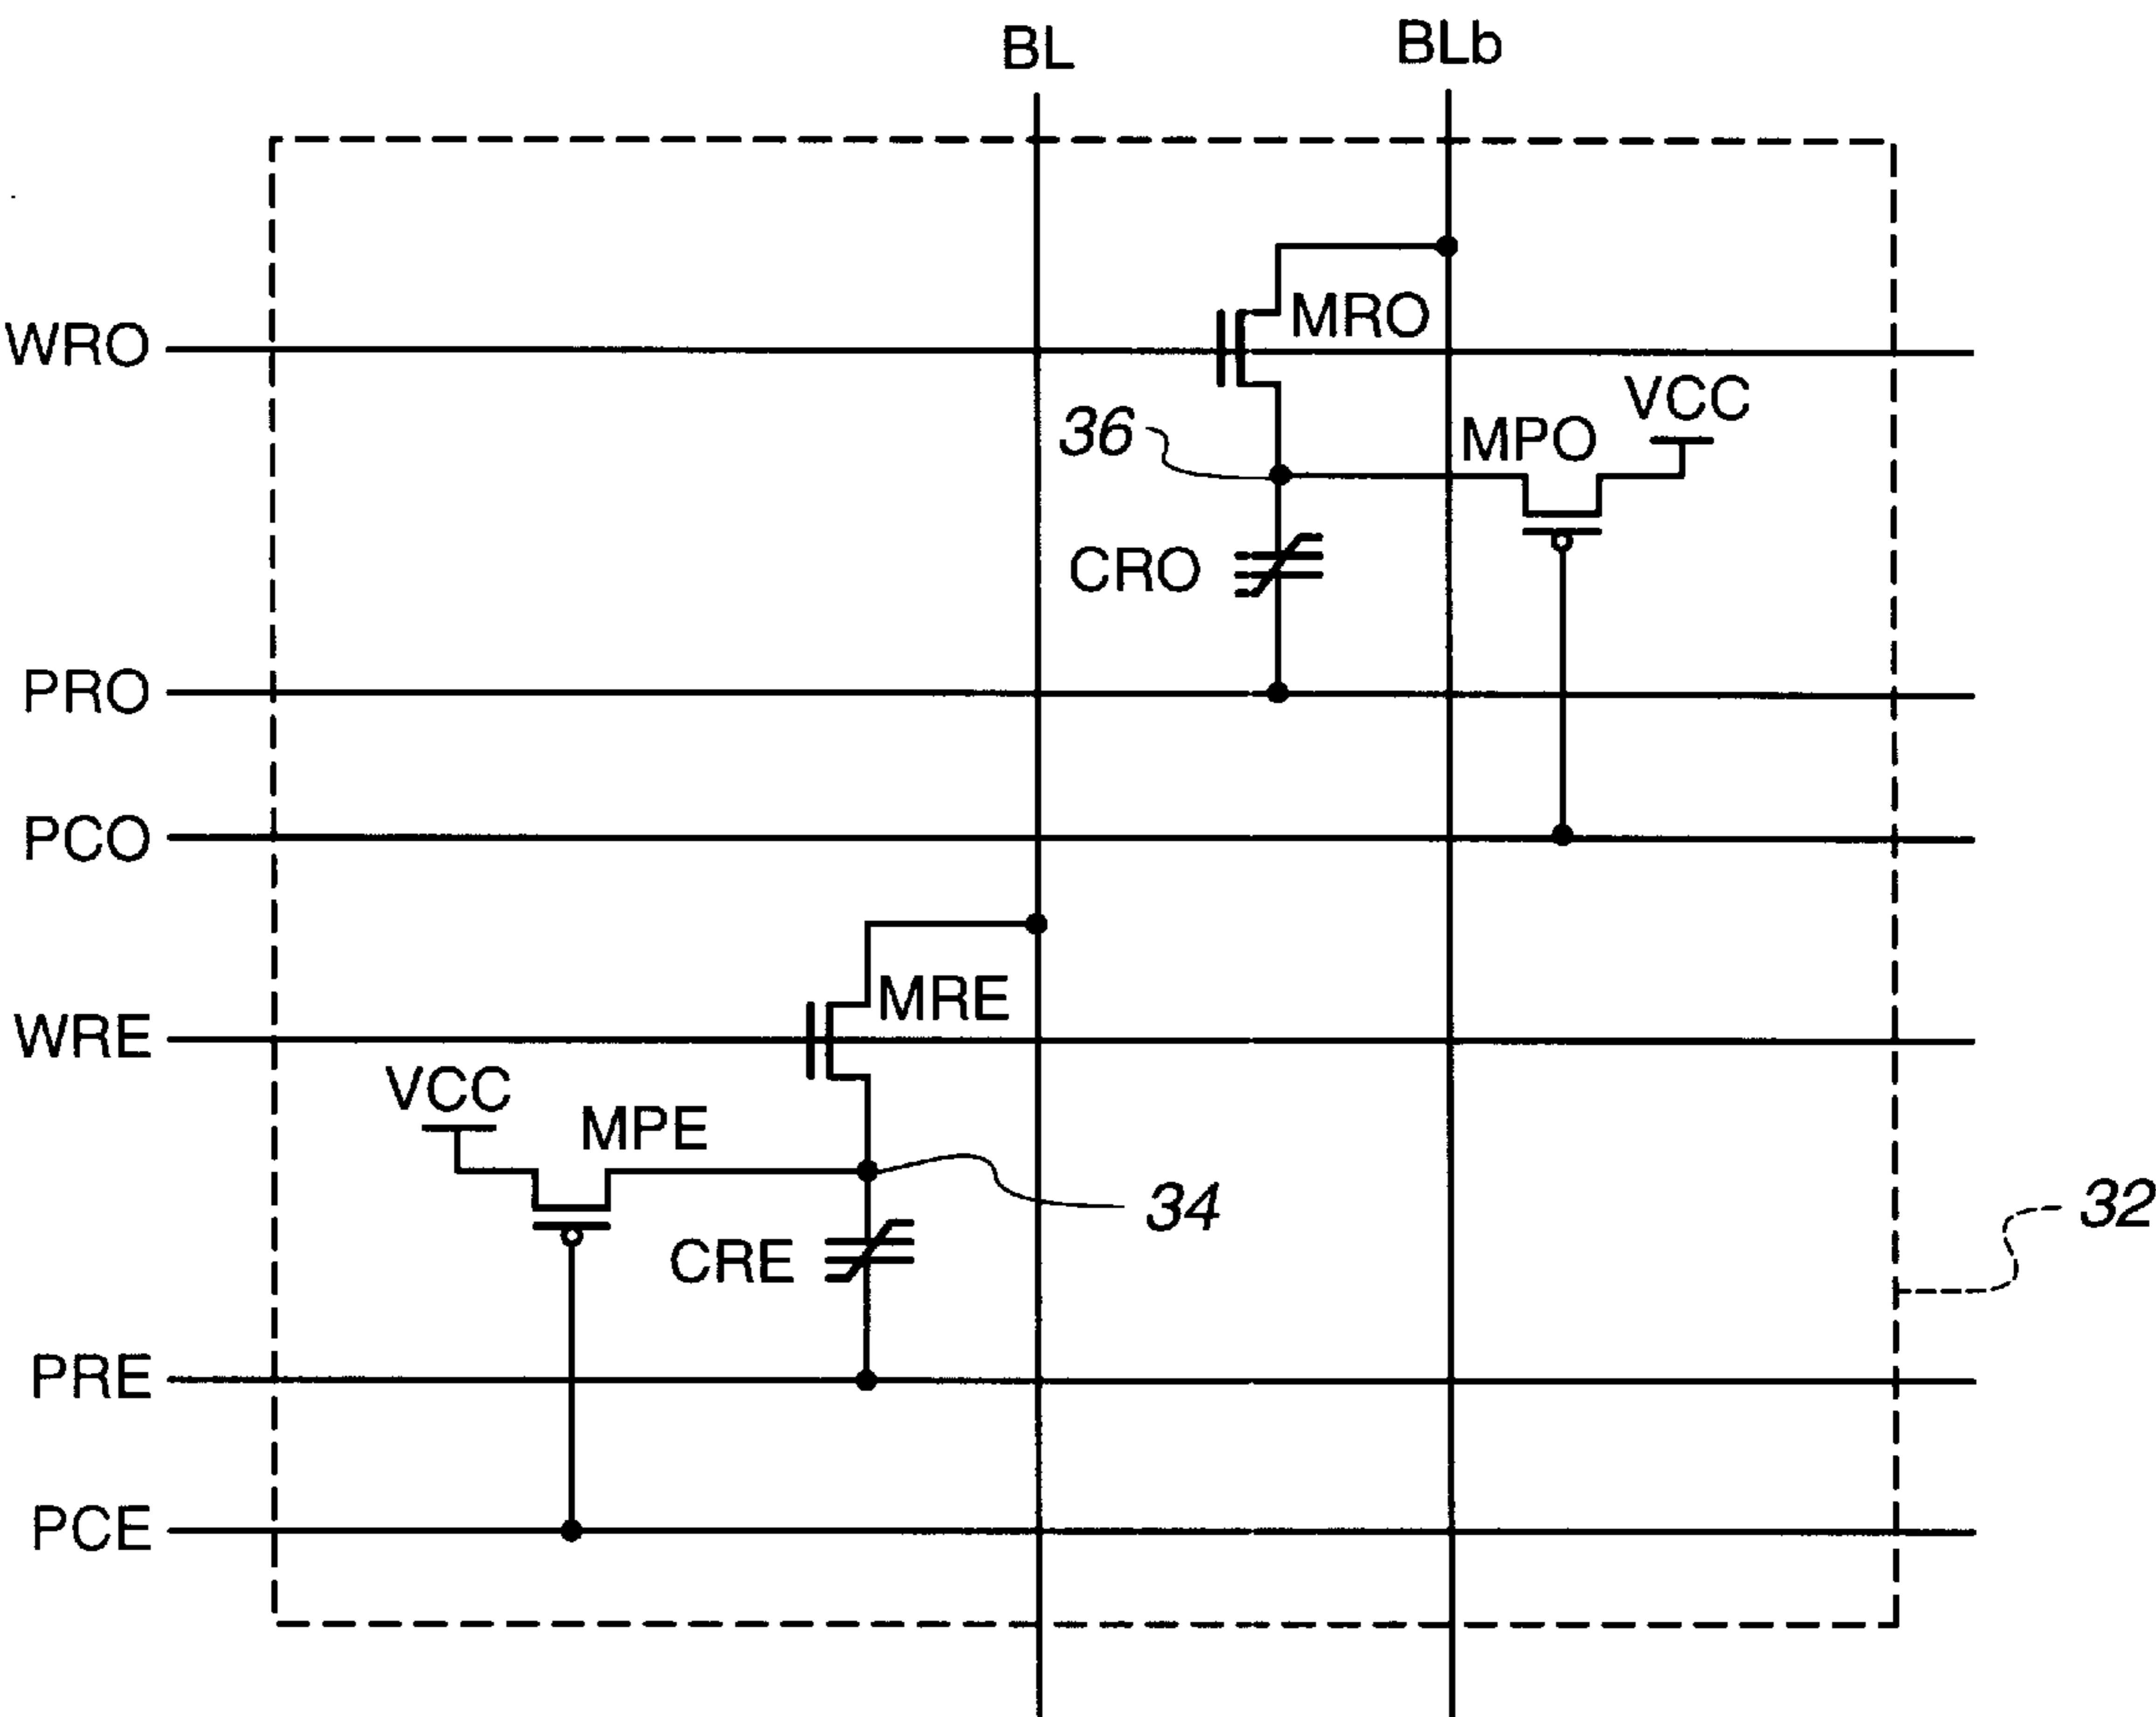 BL
BLb
WRO
MRO
VCC
36
MPO
CRO
PRO
PCO
MRE
WRE
VCC
MPE
34
32
CRE
PRE
PCE